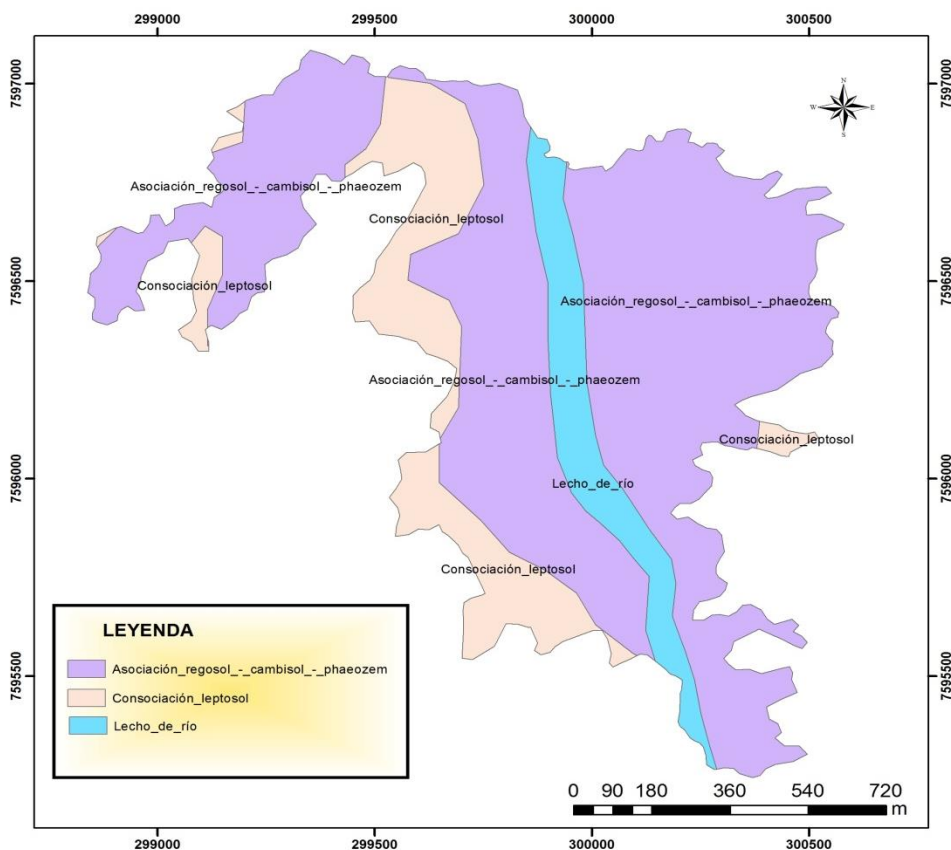 299000 299500 300000 300500
7597000 7597000
N
W E
S
Asociación_regosol_-_cambisol_-_phaeozem
Consociación_leptosol
7596500 7596500
Consociación_leptosol
Asociación_regosol_-_cambisol_-_phaeozem
Asociación_regosol_-_cambisol_-_phaeozem
Consociación_leptosol
7596000 7596000
Lecho_de_río
Consociación_leptosol
LEYENDA
Asociación_regosol_-_cambisol_-_phaeozem
Consociación_leptosol
Lecho_de_río
7595500 7595500
0 90 180 360 540 720
m
299000 299500 300000 300500